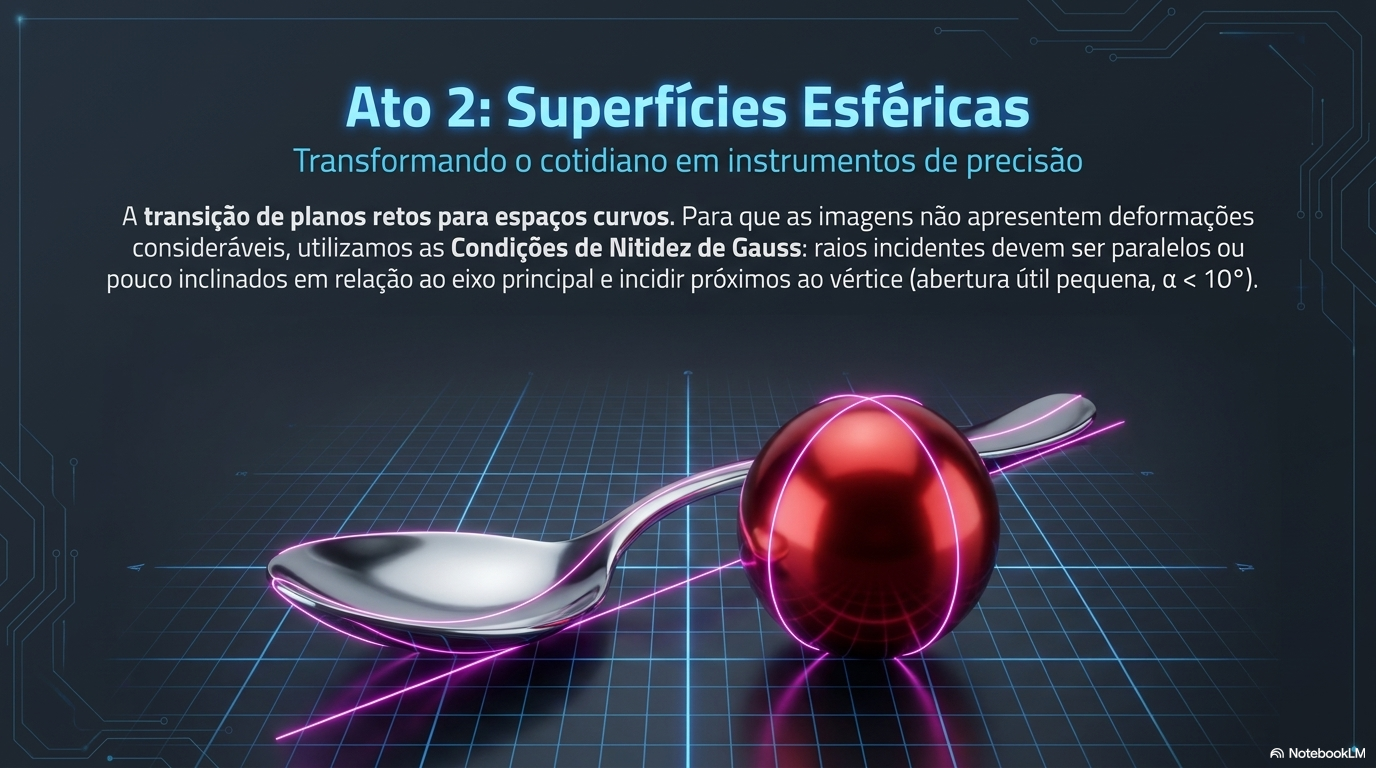 Ato 2: Superfícies Esféricas
Transformando o cotidiano em instrumentos de precisão
A transição de planos retos para espaços curvos. Para que as imagens não apresentem deformações
consideráveis, utilizamos as Condições de Nitidez de Gauss: raios incidentes devem ser paralelos ou
pouco inclinados em relação ao eixo principal e incidir próximos ao vértice (abertura útil pequena, α < 10°).
NotebookLM